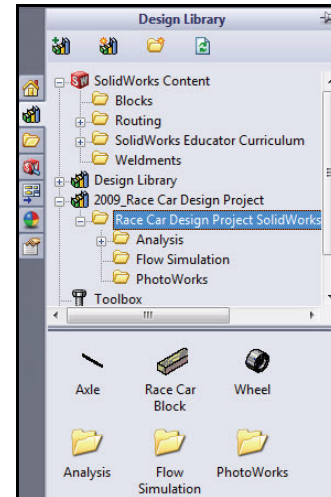 Design Library
SolidWorks Content
Blocks
Routing
SolidWorks Educator Curriculum
Weldments
Design Library
2009_Race Car Design Project
Race Car Design Project SolidWorks
Analysis
Flow Simulation
PhotoWorks
Toolbox
Axle
Race Car
Block
Wheel
Analysis
Flow
Simulation
PhotoWorks